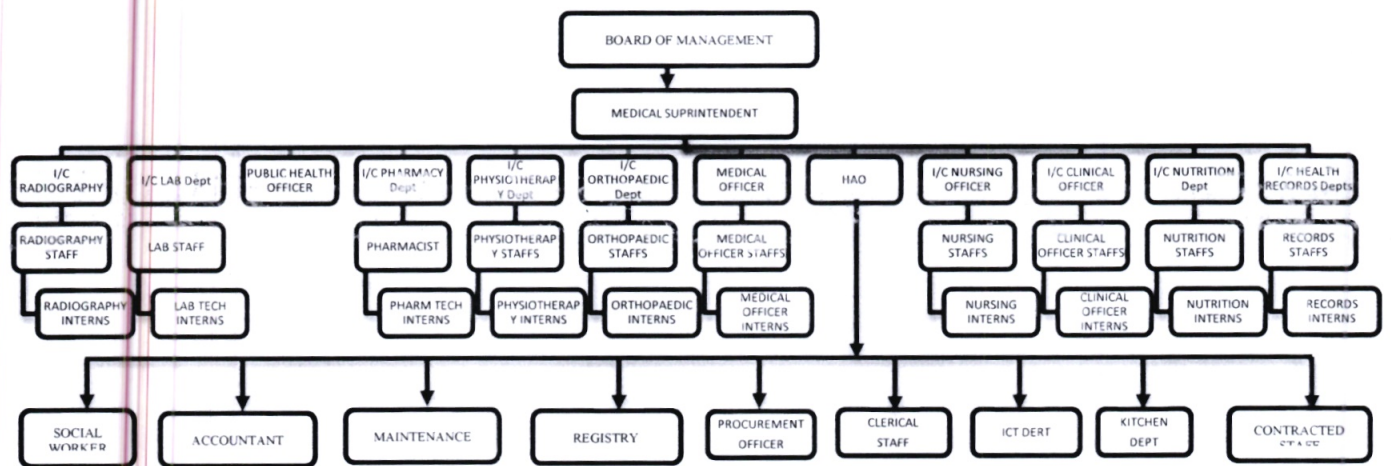 BOARD OF MANAGEMENT
MEDICAL SUPRINTENDENT
I/C
RADIOGRAPHY
I/C LAB Dept
PUBLIC HEALTH
OFFICER
I/C PHARMACY
Dept
I/C
PHYSIOTHERAP
Y Dept
I/C
ORTHOPAEDIC
Dept
MEDICAL
OFFICER
HAO
I/C NURSING
OFFICER
I/C CLINICAL
OFFICER
I/C NUTRITION
Dept
I/C HEALTH
RECORDS Depts
RADIOGRAPHY
STAFF
LAB STAFF
PHARMACIST
PHYSIOTHERAP
Y STAFFS
ORTHOPAEDIC
STAFFS
MEDICAL
OFFICER STAFFS
NURSING
STAFFS
CLINICAL
OFFICER STAFFS
NUTRITION
STAFFS
RECORDS
STAFFS
RADIOGRAPHY
INTERNS
LAB TECH
INTERNS
PHARM TECH
INTERNS
PHYSIOTHERAP
Y INTERNS
ORTHOPAEDIC
INTERNS
MEDICAL
OFFICER
INTERNS
NURSING
INTERNS
CLINICAL
OFFICER
INTERNS
NUTRITION
INTERNS
RECORDS
INTERNS
SOCIAL
WORKER
ACCOUNTANT
MAINTENANCE
REGISTRY
PROCUREMENT
OFFICER
CLERICAL
STAFF
ICT DERT
KITCHEN
DEPT
CONTRACTED
STAFF